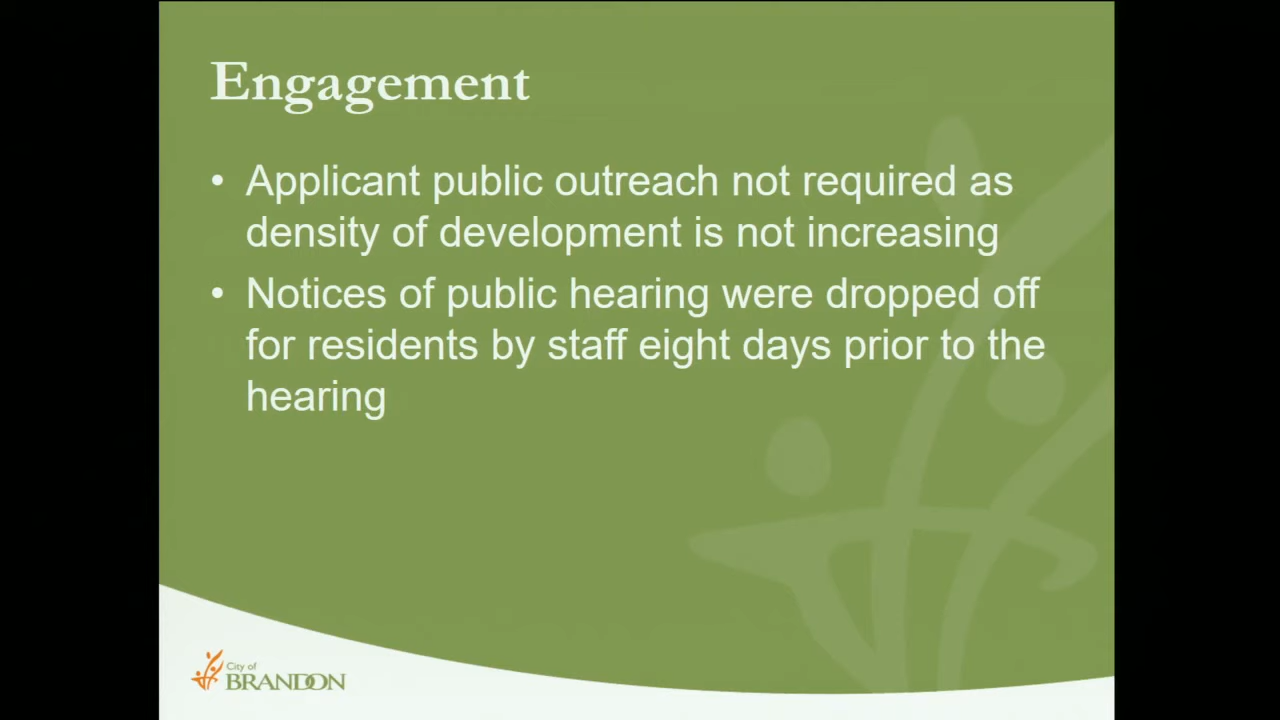 Engagement
• Applicant public outreach not required as
density of development is not increasing
• Notices of public hearing were dropped off
for residents by staff eight days prior to the
hearing
City of
BRANDON